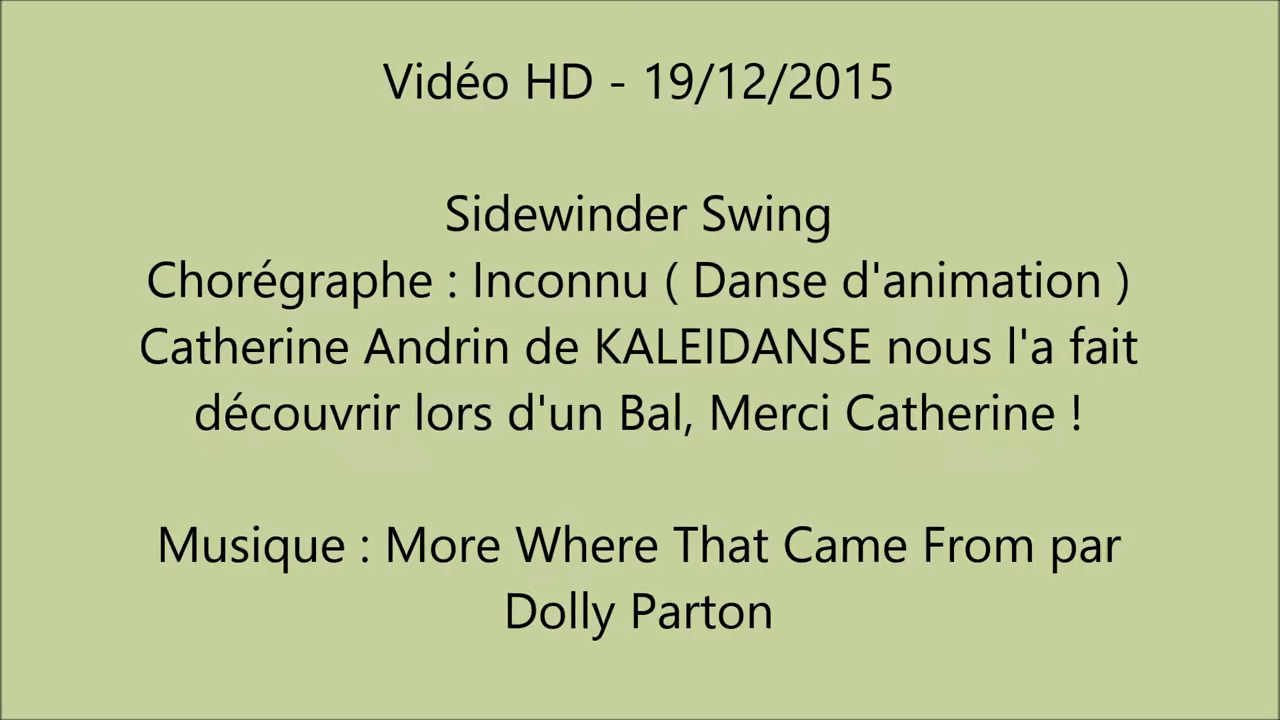 Vidéo HD - 19/12/2015
Sidewinder Swing
Chorégraphe : Inconnu ( Danse d'animation )
Catherine Andrin de KALEIDANSE nous l'a fait
découvrir lors d'un Bal, Merci Catherine !
Musique : More Where That Came From par
Dolly Parton